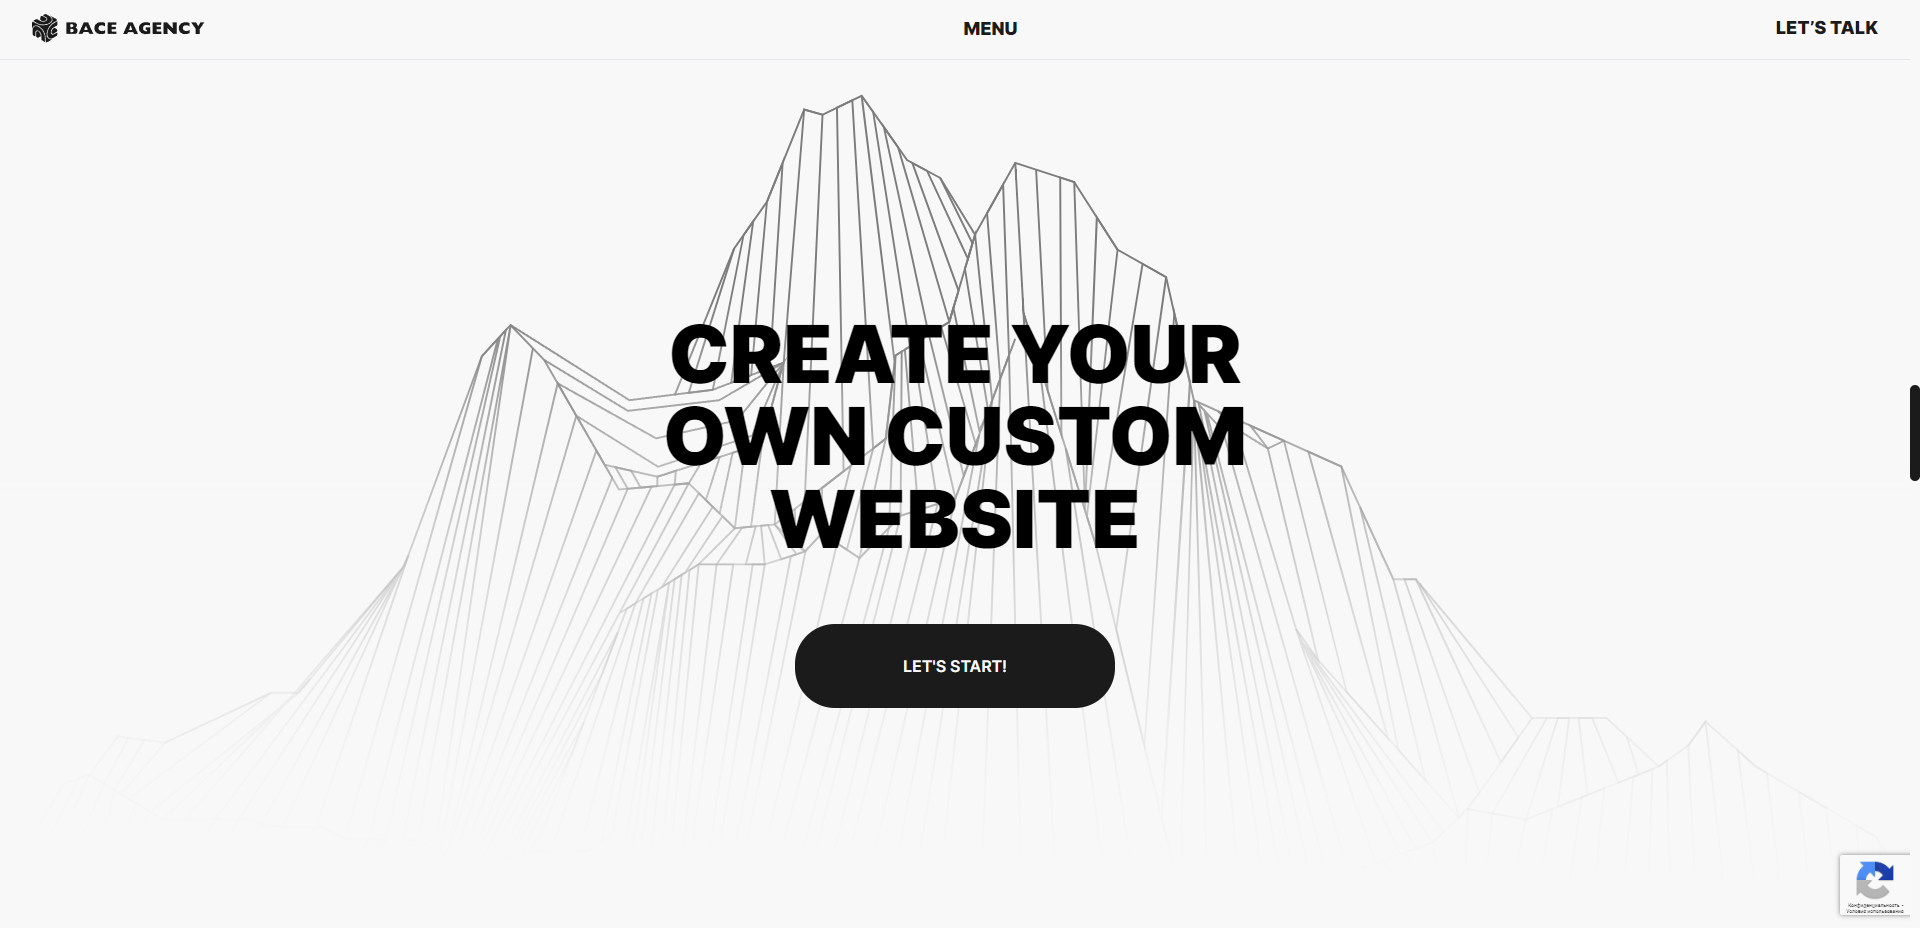 BACE AGENCY
MENU
LET'S TALK
CREATE YOUR
OWN CUSTOM
WEBSITE
LET'S START!
Конфиденциальность -
Условия использования